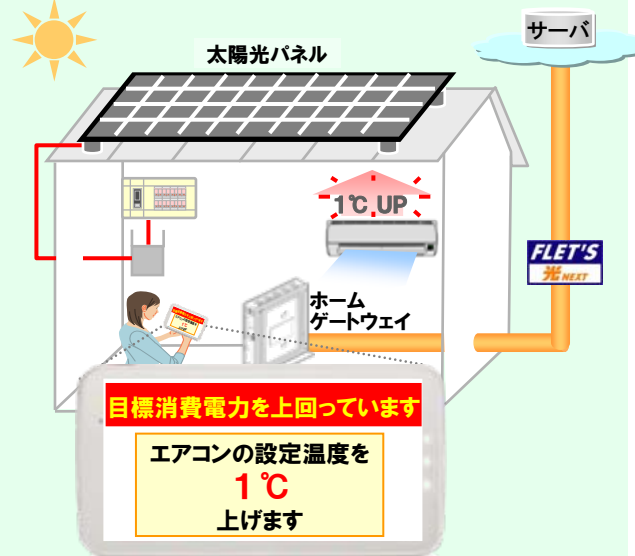 サーバ
太陽光パネル
1℃ UP
FLET'S
光 NEXT
ホーム
ゲートウェイ
目標消費電力を上回っています
エアコンの設定温度を
1℃
上げます